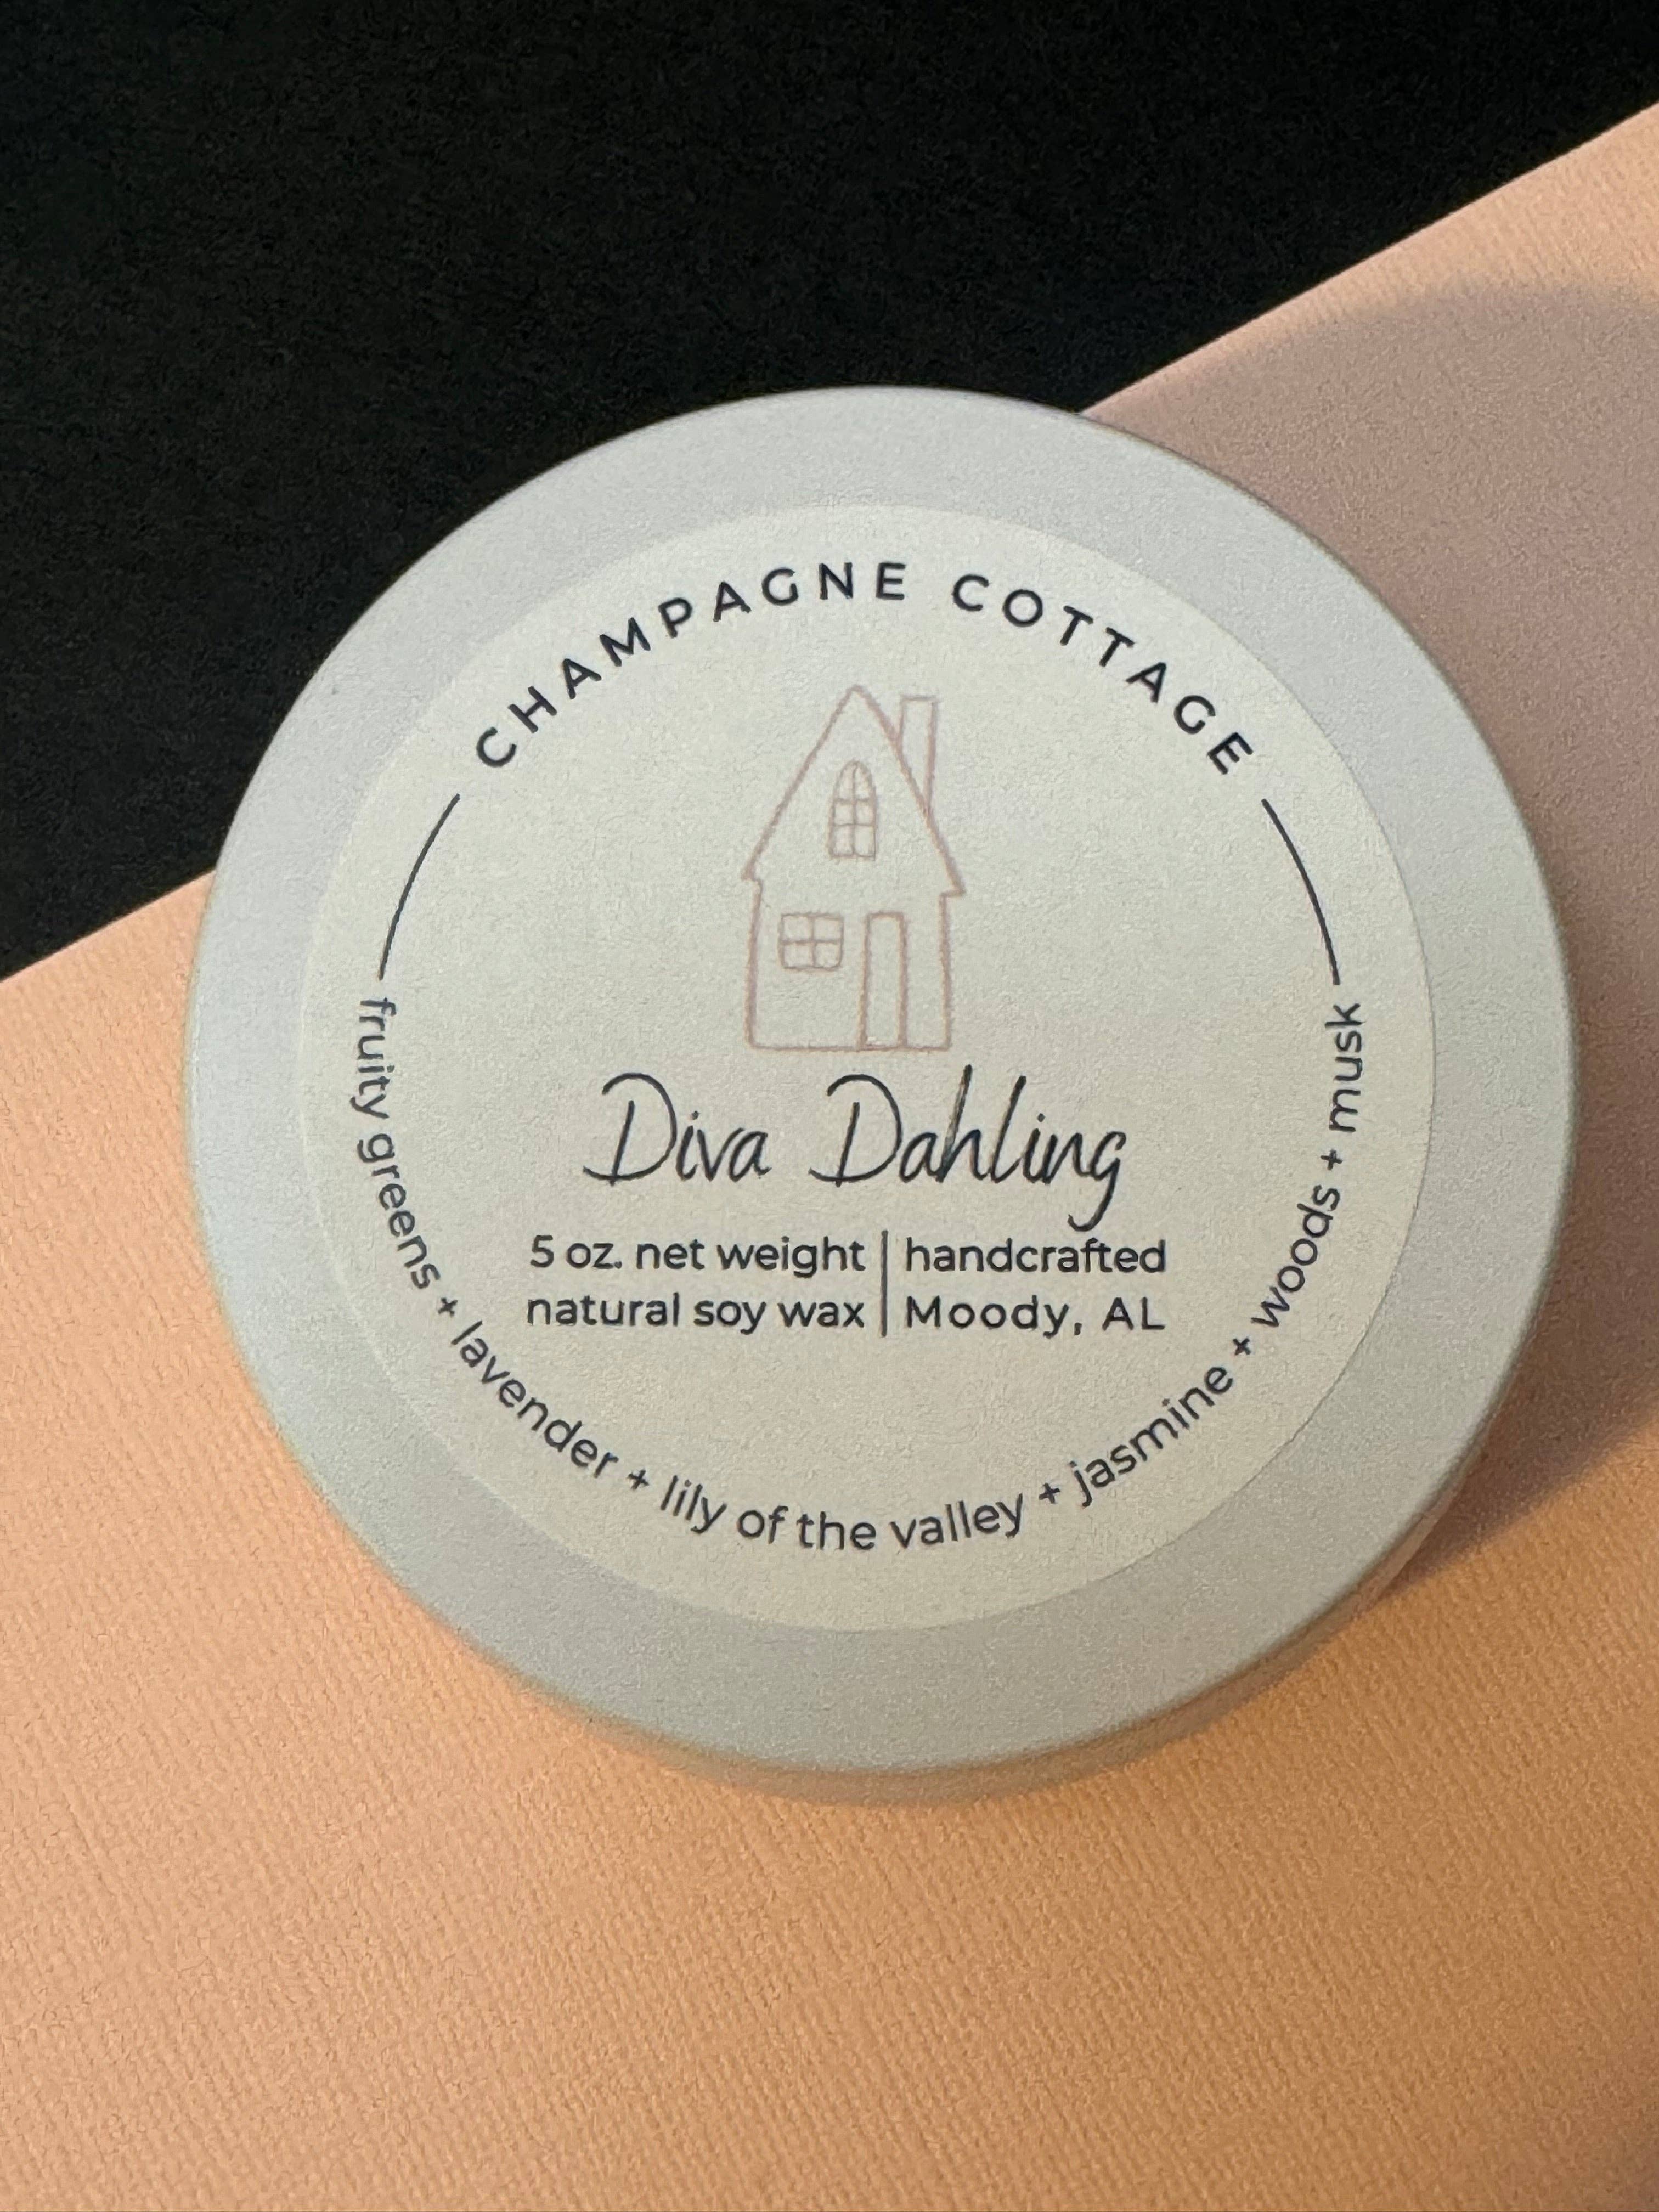 CHAMPAGNE COTTAGE
Diva Dahling
5 oz. net weight | handcrafted
natural soy wax | Moody, AL
fruity greens + lavender + lily of the valley + jasmine + woods + musk